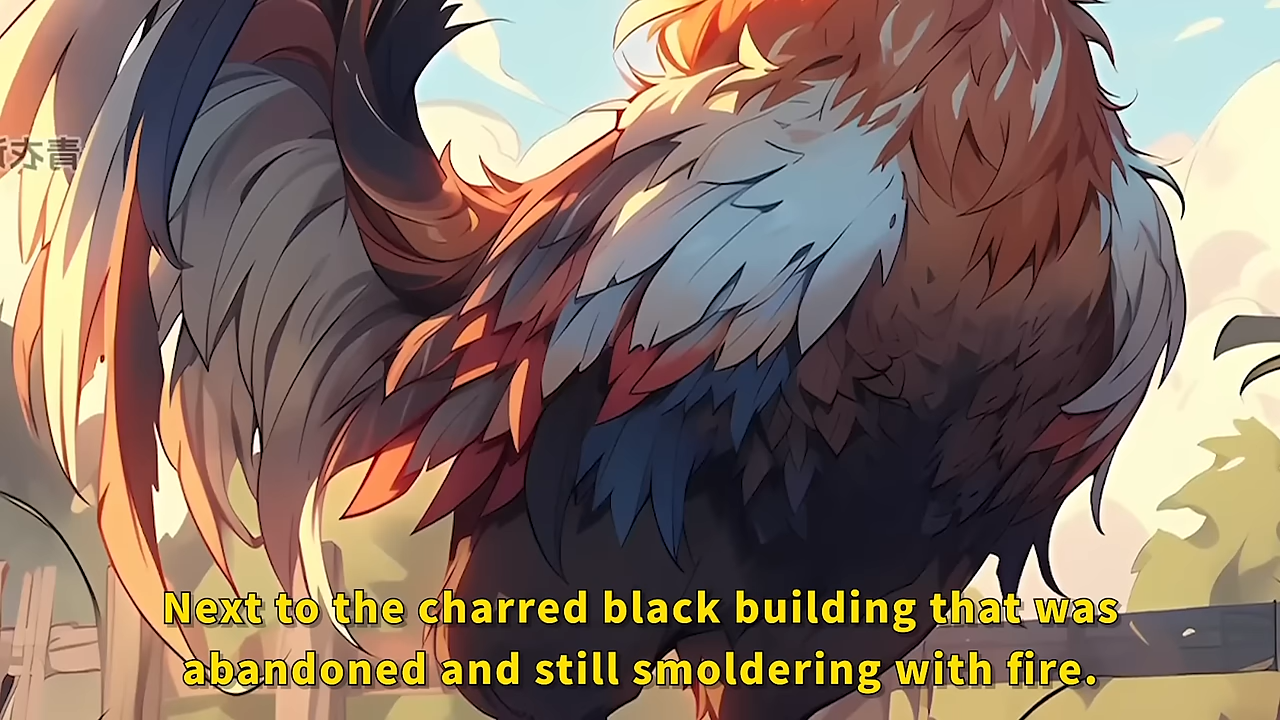 Next to the charred black building that was
abandoned and still smoldering with fire.